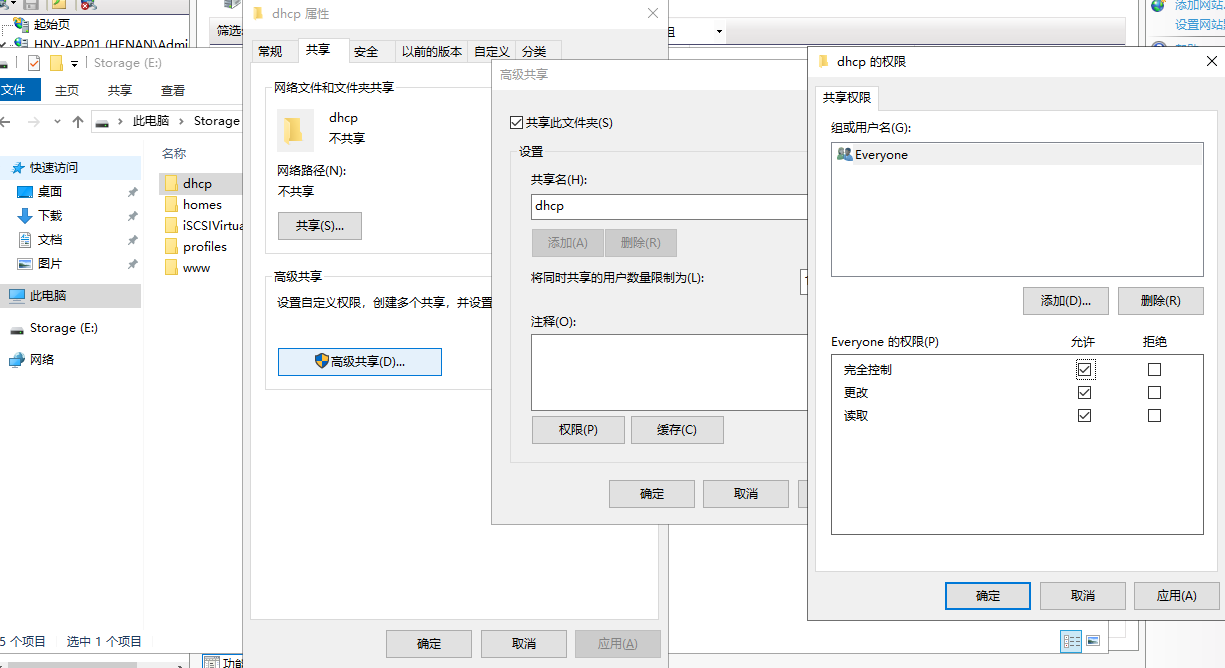 起始页
HNY-APP01 (HENAN\Admi
Storage (E:)
文件
主页
共享
查看
此电脑
Storage
快速访问
桌面
下载
文档
图片
此电脑
Storage (E:)
网络
名称
dhcp
homes
iSCSIVirtua
profiles
www
5 个项目
选中 1 个项目
筛选
dhcp 属性
常规
共享
安全
以前的版本
自定义
分类
网络文件和文件夹共享
dhcp
不共享
网络路径(N):
不共享
共享(S)...
高级共享
设置自定义权限，创建多个共享，并设置
高级共享(D)...
确定
取消
应用(A)
高级共享
共享此文件夹(S)
设置
共享名(H):
dhcp
添加(A)
删除(R)
将同时共享的用户数量限制为(L):
注释(O):
权限(P)
缓存(C)
确定
取消
dhcp 的权限
共享权限
组或用户名(G):
Everyone
添加(D)...
删除(R)
Everyone 的权限(P)
允许
拒绝
完全控制
更改
读取
确定
取消
应用(A)
添加网站
设置网站
功能